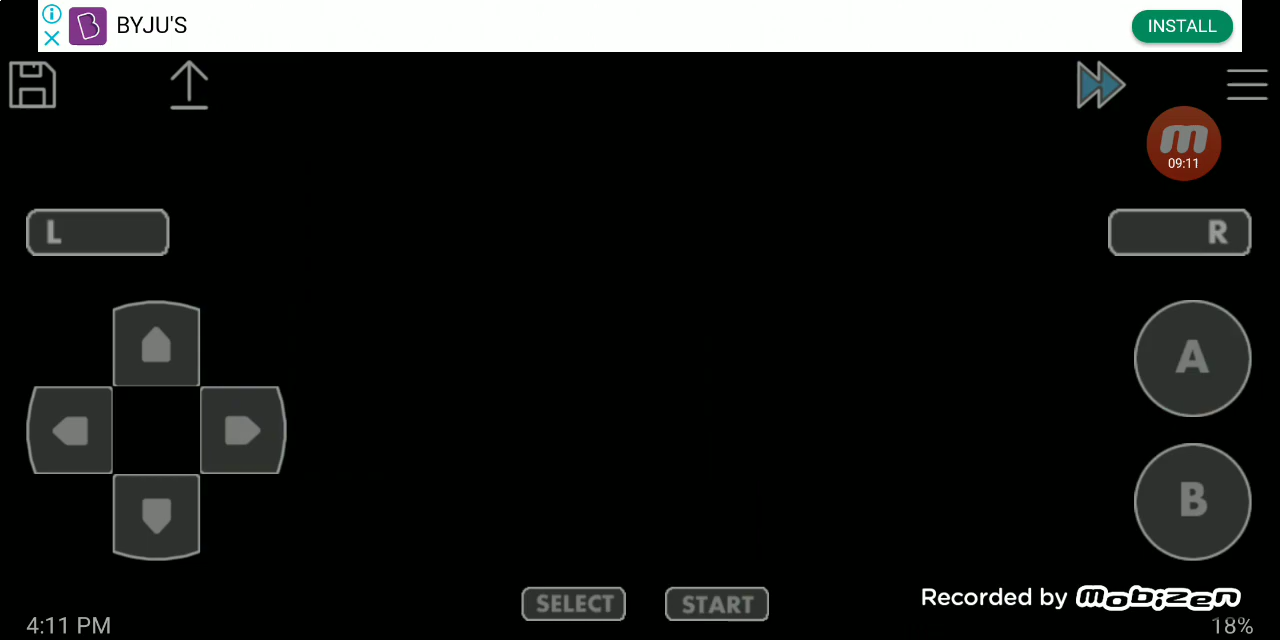 BYJU'S
INSTALL
09:11
L
R
A
B
SELECT
START
Recorded by mobizen
4:11 PM
18%